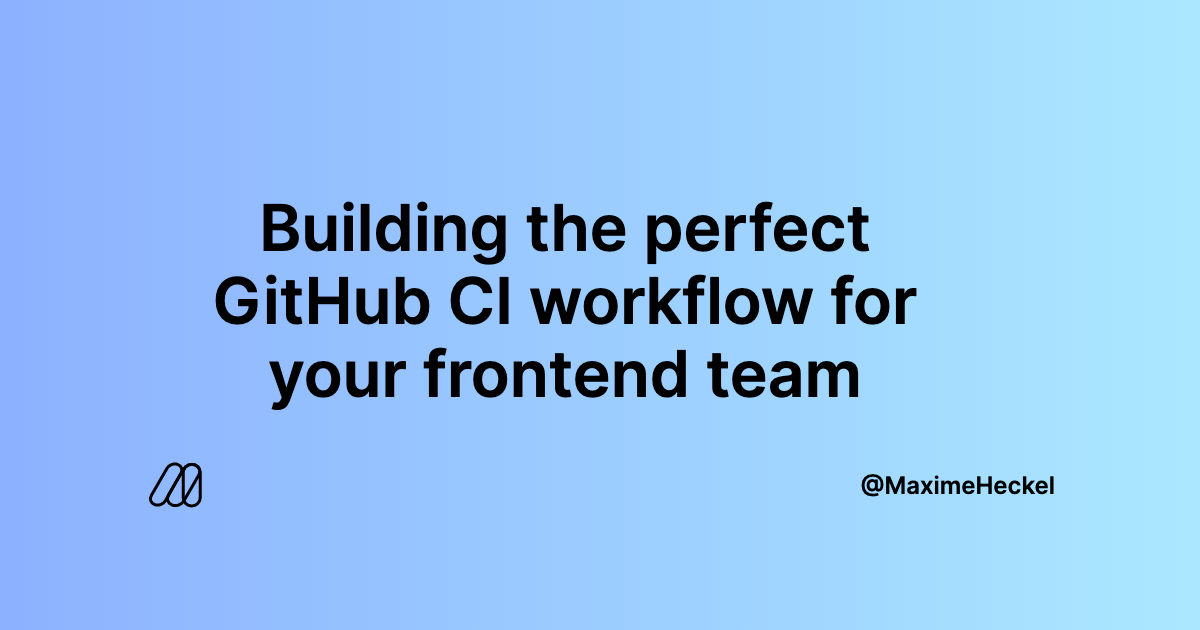 Building the perfect
GitHub CI workflow for
your frontend team
@MaximeHeckel